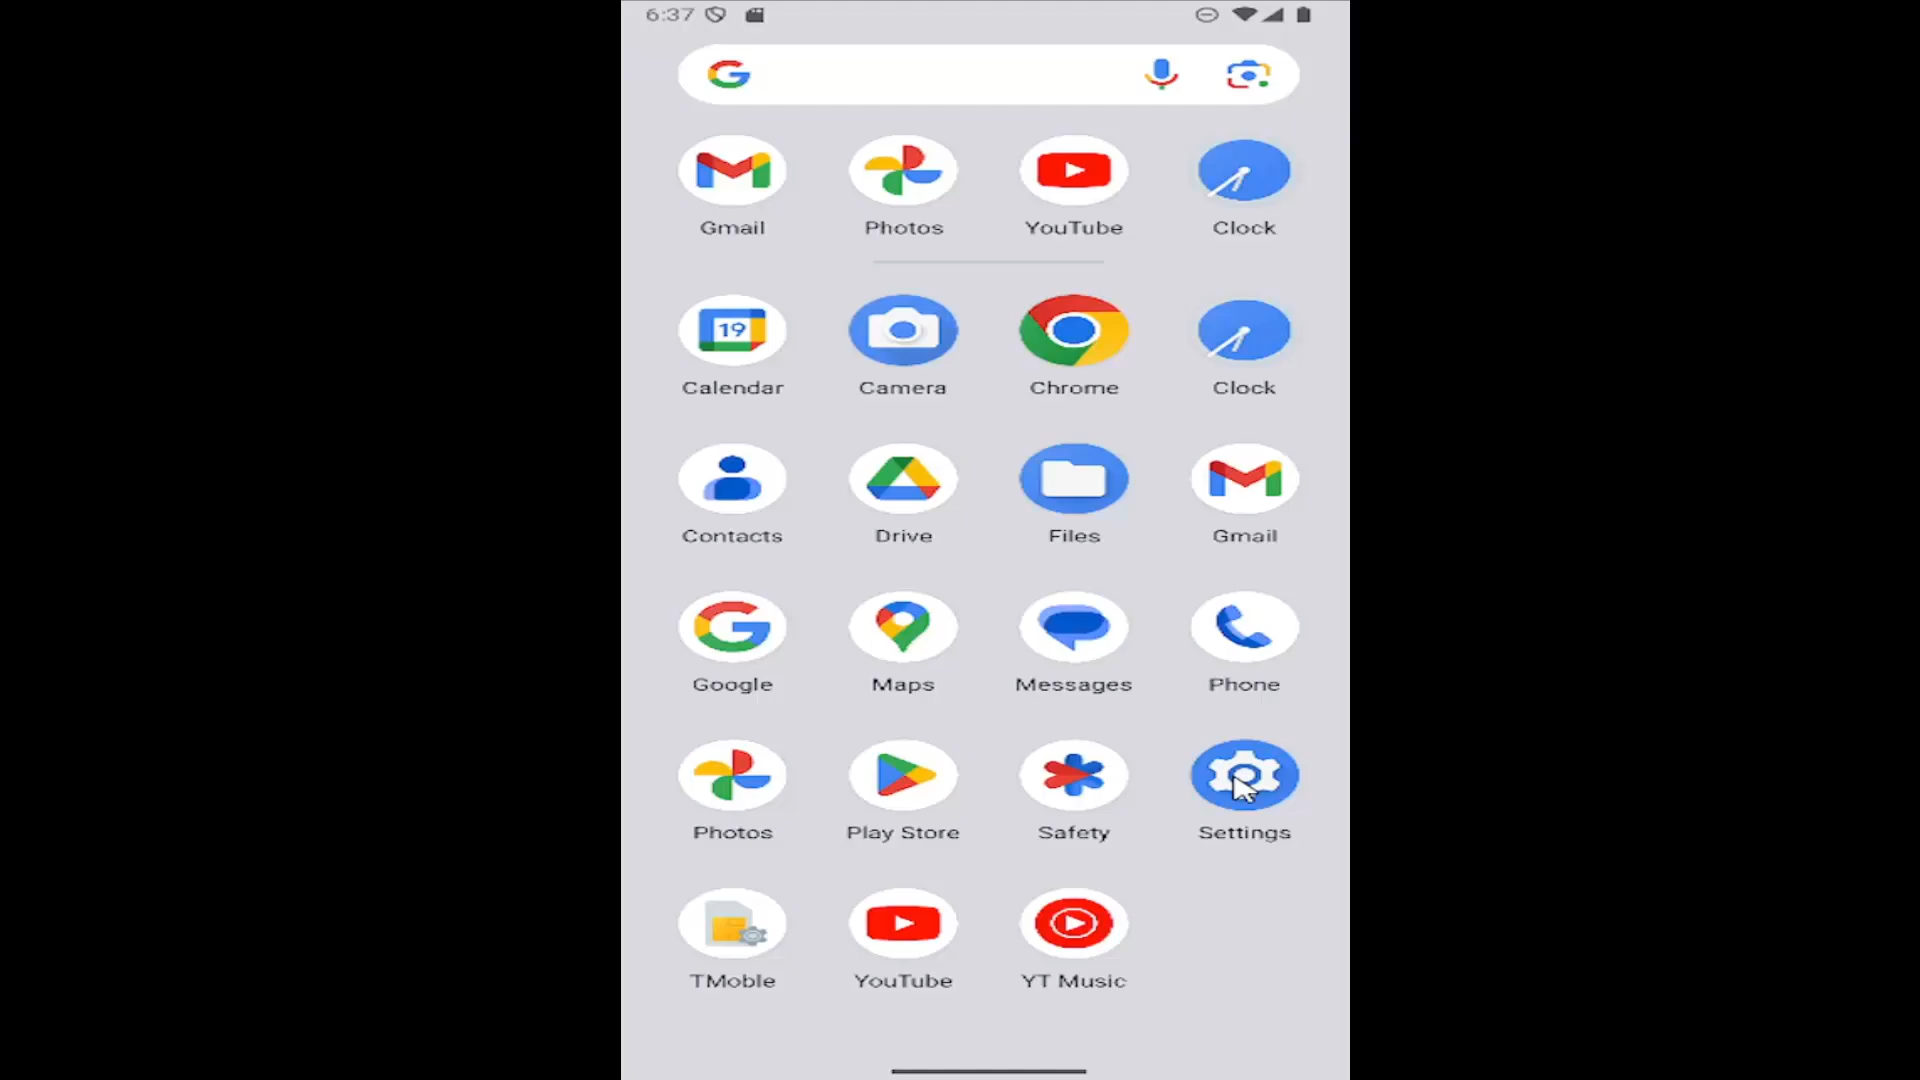 6:37
Gmail Photos YouTube Clock
19
Calendar Camera Chrome Clock
Contacts Drive Files Gmail
Google Maps Messages Phone
Photos Play Store Safety Settings
TMoble YouTube YT Music